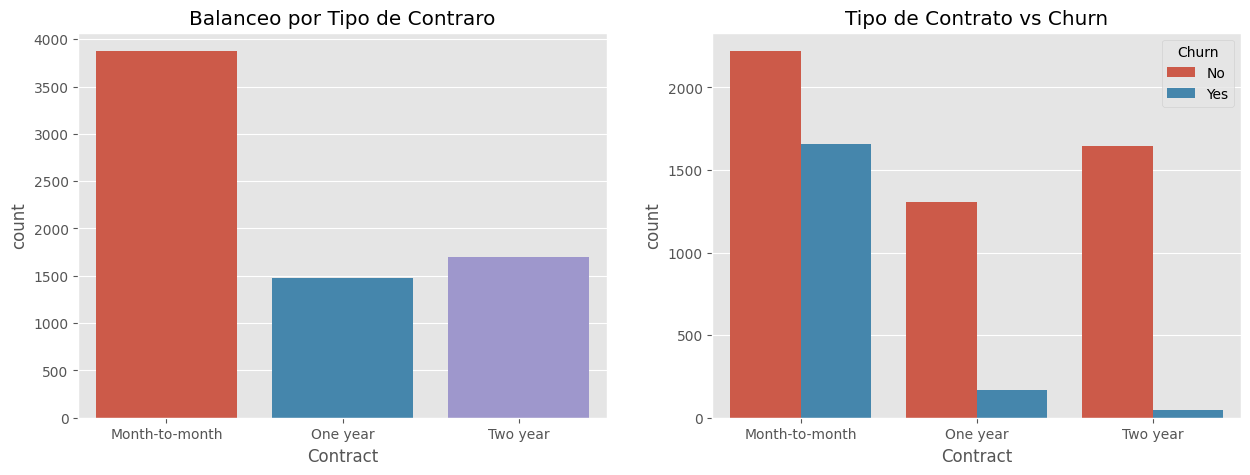 Balanceo por Tipo de Contraro
4000
3500
3000
2500
2000
1500
1000
500
0
count
Month-to-month One year Two year
Contract
Tipo de Contrato vs Churn
Churn
No
Yes
2000
1500
1000
500
0
count
Month-to-month One year Two year
Contract